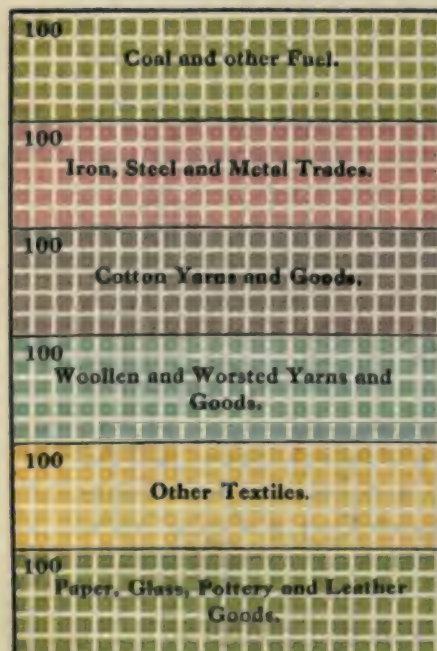 100
Coal and other Fuel.
100
Iron, Steel and Metal Trades.
100
Cotton Yarns and Goods.
100
Woollen and Worsted Yarns and
Goods.
100
Other Textiles.
100
Paper, Glass, Pottery and Leather
Goods.